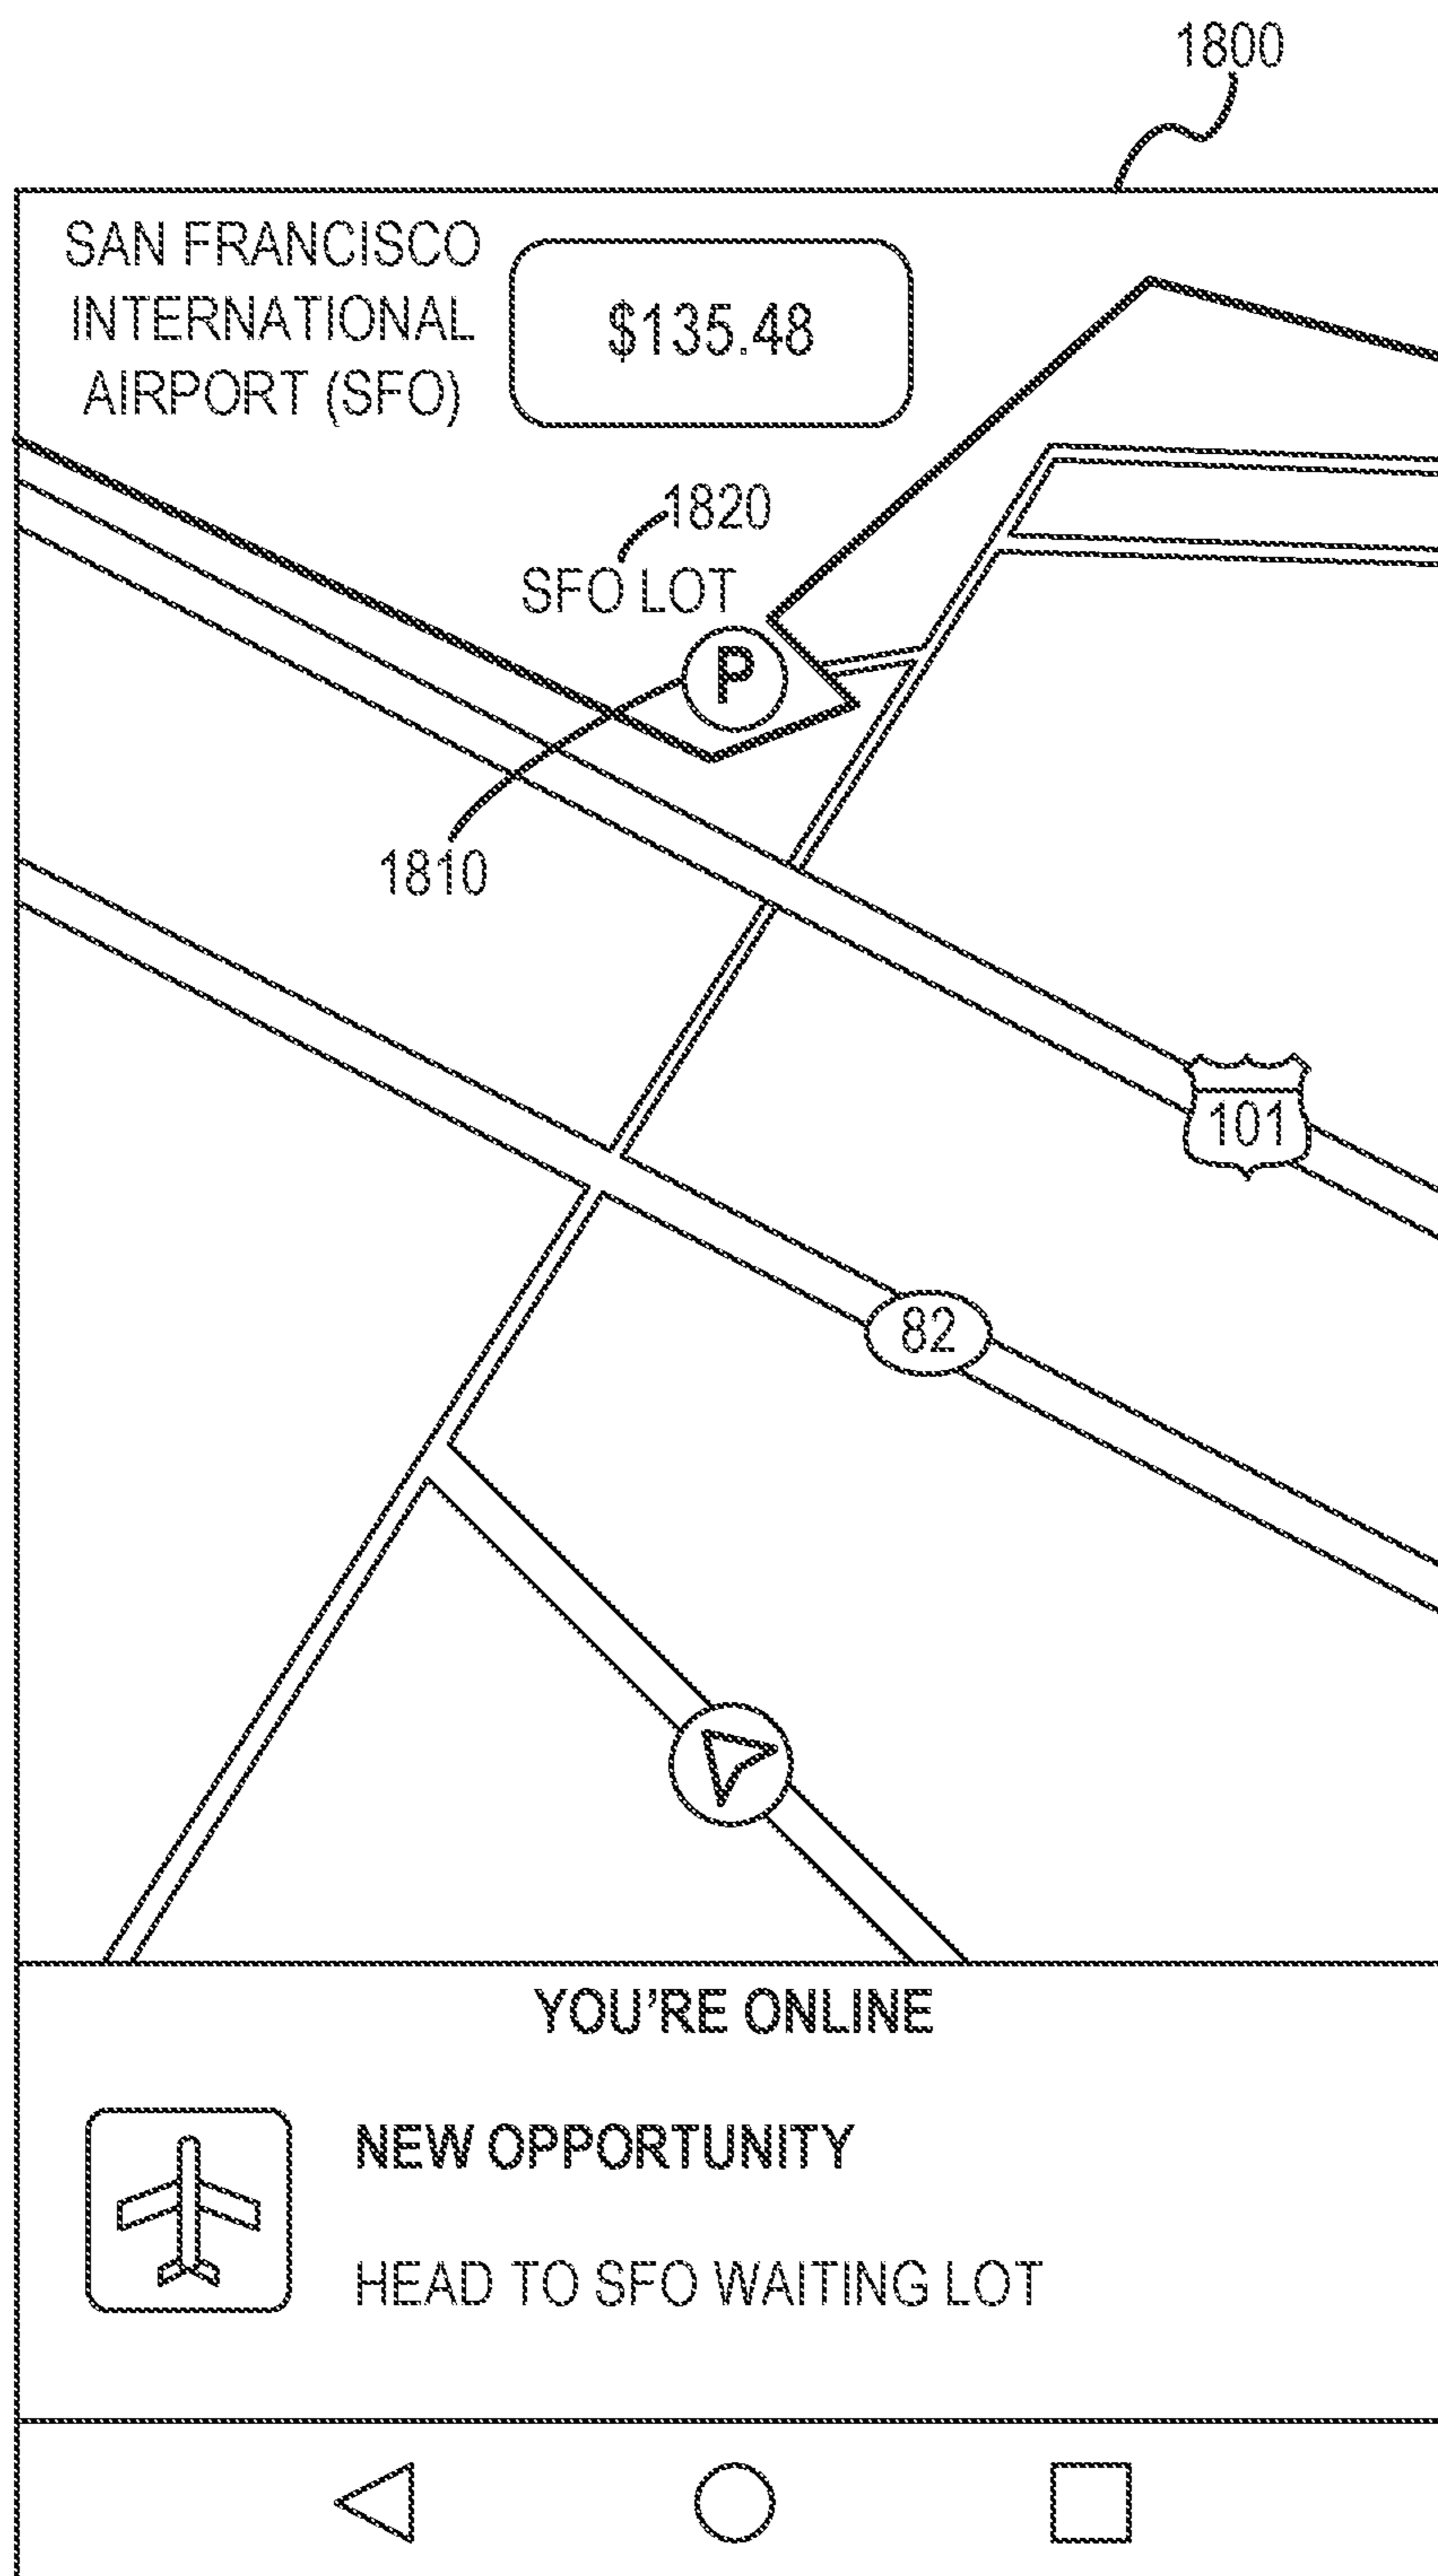 1800
SAN FRANCISCO
INTERNATIONAL
AIRPORT (SFO)
$135.48
1820
SFO LOT
P
1810
101
82
YOU'RE ONLINE
NEW OPPORTUNITY
HEAD TO SFO WAITING LOT